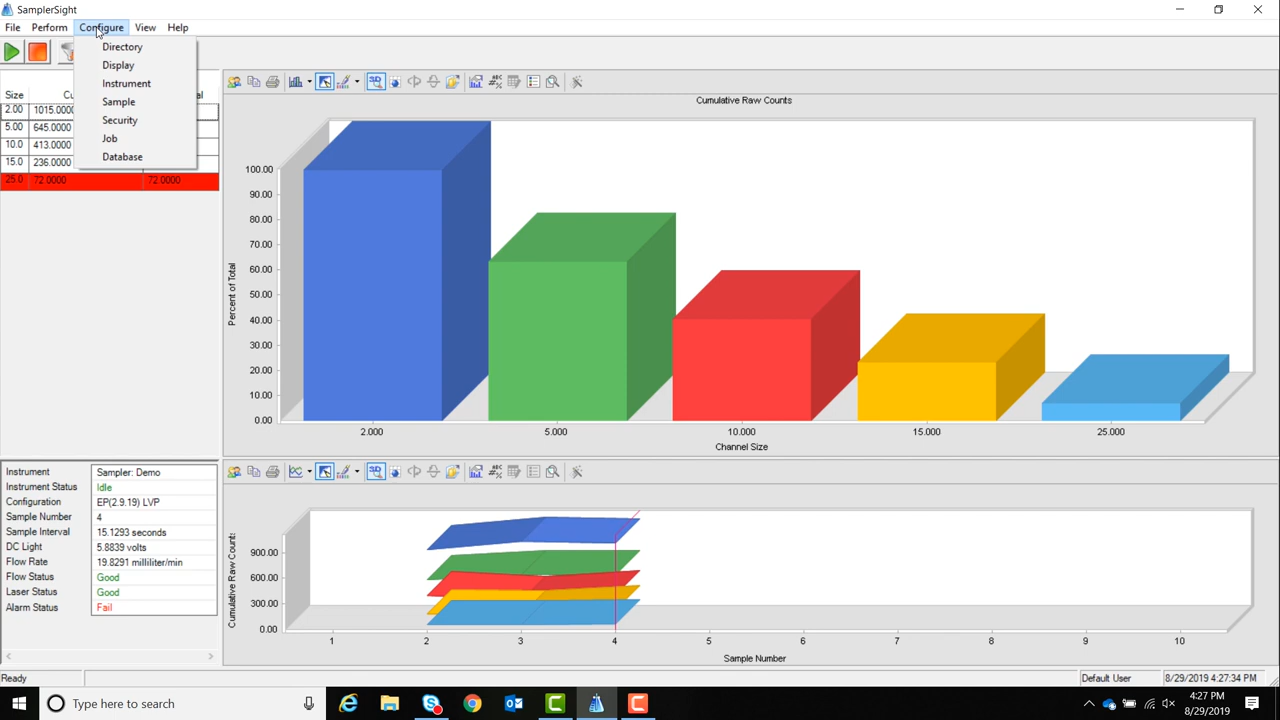 SamplerSight
File Perform Configure View Help
Directory
Display
Instrument
Sample
Security
Job
Database
Size Cu al
2.00 1015.0000
5.00 645.0000
10.0 413.0000
15.0 236.0000
25.0 72.0000 72.0000
Cumulative Raw Counts
Percent of Total
100.00
90.00
80.00
70.00
60.00
50.00
40.00
30.00
20.00
10.00
0.00
2.000 5.000 10.000 15.000 25.000
Channel Size
Instrument Sampler: Demo
Instrument Status Idle
Configuration EP(2.9.19) LVP
Sample Number 4
Sample Interval 15.1293 seconds
DC Light 5.8839 volts
Flow Rate 19.8291 milliliter/min
Flow Status Good
Laser Status Good
Alarm Status Fail
Cumulative Raw Count:
900.00
600.00
300.00
0.00
1 2 3 4 5 6 7 8 9 10
Sample Number
Ready Default User 8/29/2019 4:27:34 PM
Type here to search
4:27 PM
8/29/2019